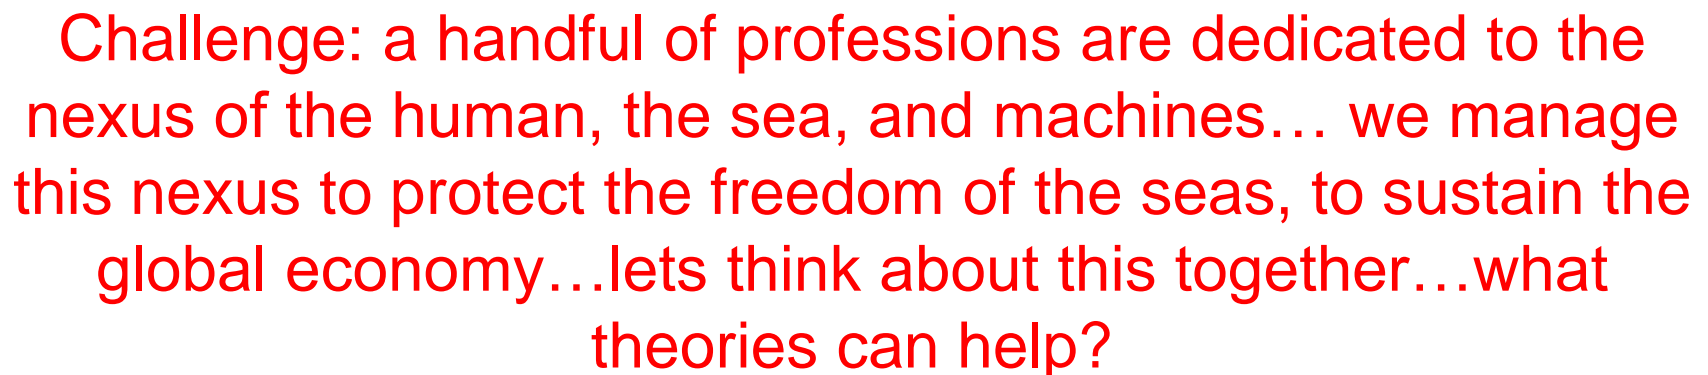 Challenge: a handful of professions are dedicated to the
nexus of the human, the sea, and machines… we manage
this nexus to protect the freedom of the seas, to sustain the
global economy…lets think about this together…what
theories can help?